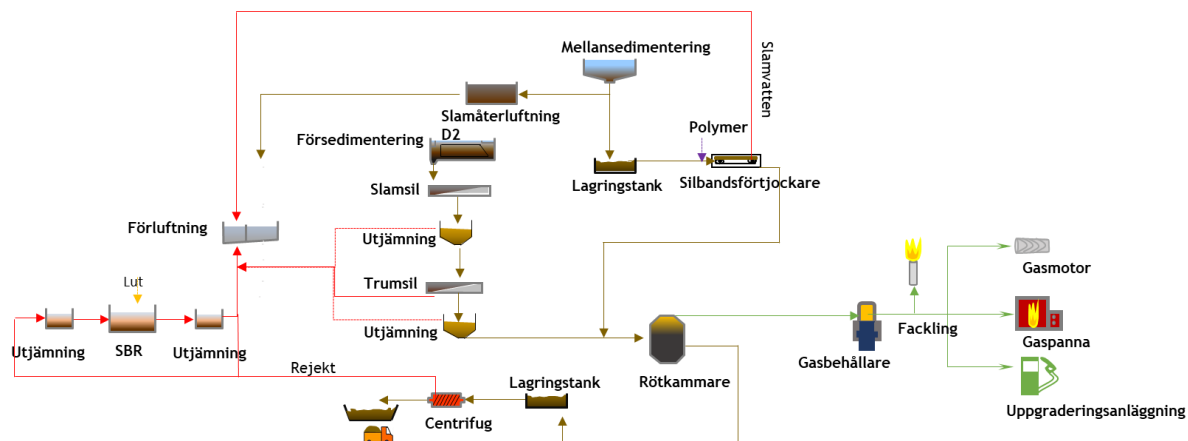 Mellansedimentering
Slamvatten
Slamåterluftning
Försedimentering
D2
Polymer
Slamsil
Lagringstank
Silbandsförtjockare
Förluftning
Utjämning
Gasmotor
Lut
Trumsil
Utjämning
Fackling
Utjämning
SBR
Utjämning
Gaspanna
Gasbehållare
Rejekt
Lagringstank
Rötkammare
Uppgraderingsanläggning
Centrifug